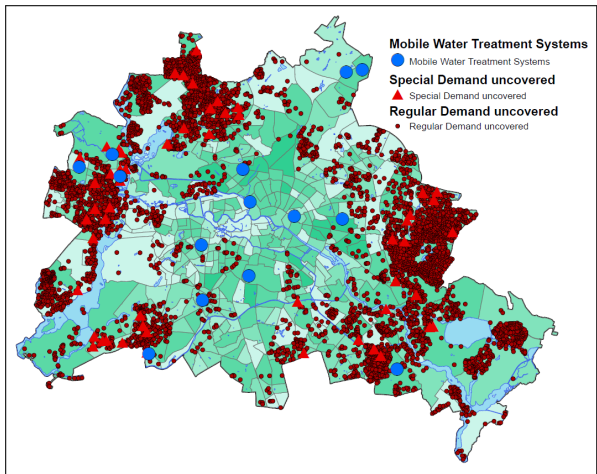 Mobile Water Treatment Systems
Mobile Water Treatment Systems
Special Demand uncovered
Special Demand uncovered
Regular Demand uncovered
Regular Demand uncovered